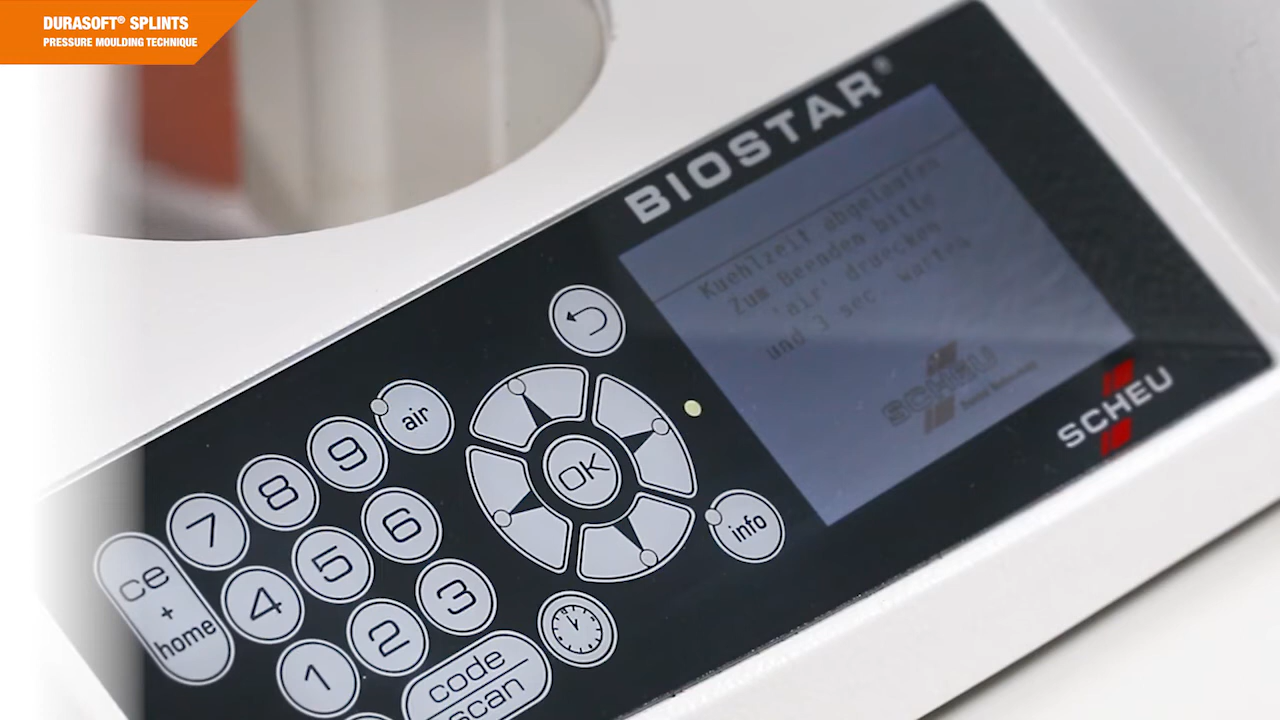 DURASOFT® SPLINTS
PRESSURE MOULDING TECHNIQUE
BIOSTAR®
Kuehlzeit abgelaufen
Zum Beenden bitte
'air' druecken
und 3 sec. warten
SCHEU
SCHEU
air
7 8 9
OK
info
4 5 6
ce
+
home
1 2 3
code
scan